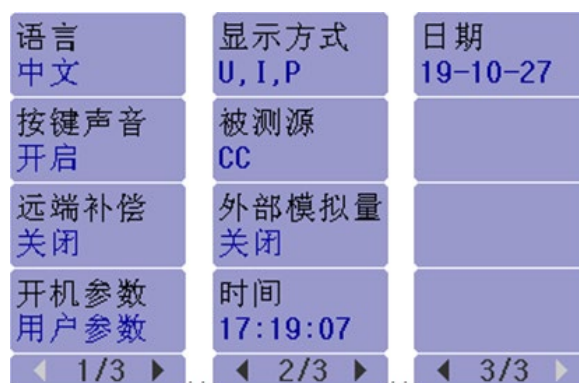 语言
中文
按键声音
开启
远端补偿
关闭
开机参数
用户参数
◀ 1/3 ▶
显示方式
U,I,P
被测源
CC
外部模拟量
关闭
时间
17:19:07
◀ 2/3 ▶
日期
19-10-27
◀ 3/3 ▶